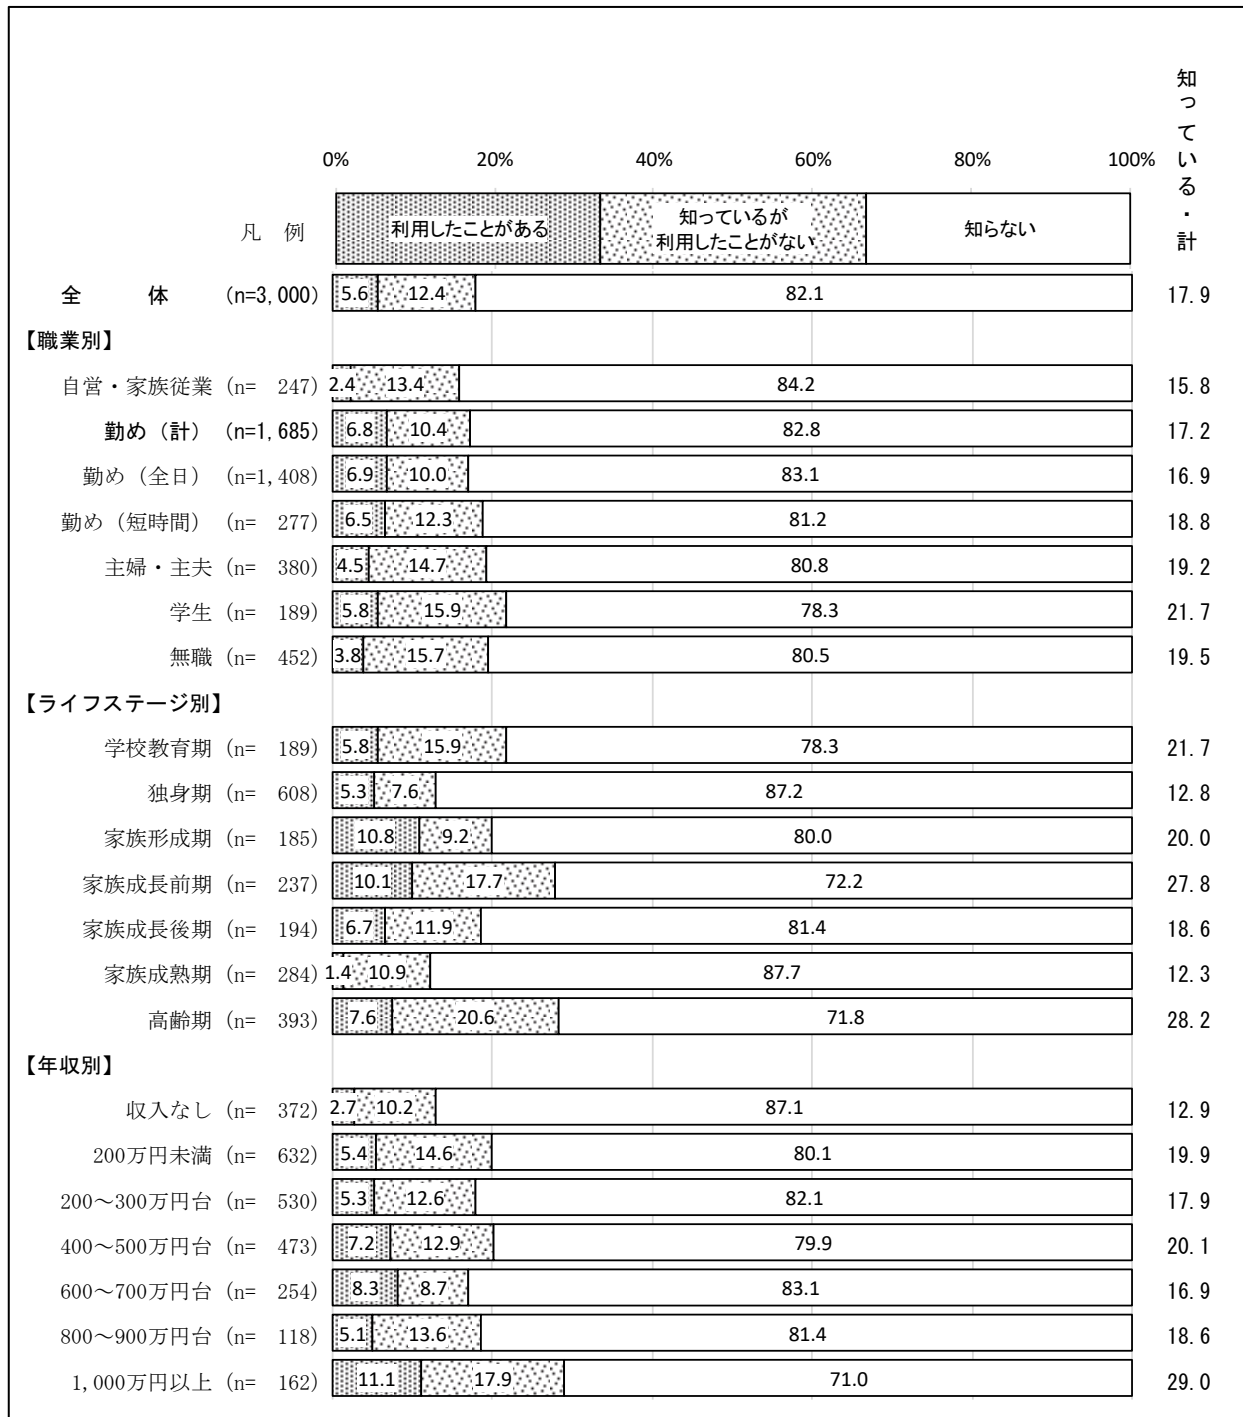 知っている・計
0% 20% 40% 60% 80% 100%
凡 例 利用したことがある 知っているが 知らない
利用したことがない
全 体 (n=3,000) 5.6 12.4 82.1 17.9
【職業別】
自営・家族従業 (n= 247) 2.4 13.4 84.2 15.8
勤め（計） (n=1,685) 6.8 10.4 82.8 17.2
勤め（全日） (n=1,408) 6.9 10.0 83.1 16.9
勤め（短時間） (n= 277) 6.5 12.3 81.2 18.8
主婦・主夫 (n= 380) 4.5 14.7 80.8 19.2
学生 (n= 189) 5.8 15.9 78.3 21.7
無職 (n= 452) 3.8 15.7 80.5 19.5
【ライフステージ別】
学校教育期 (n= 189) 5.8 15.9 78.3 21.7
独身期 (n= 608) 5.3 7.6 87.2 12.8
家族形成期 (n= 185) 10.8 9.2 80.0 20.0
家族成長前期 (n= 237) 10.1 17.7 72.2 27.8
家族成長後期 (n= 194) 6.7 11.9 81.4 18.6
家族成熟期 (n= 284) 1.4 10.9 87.7 12.3
高齢期 (n= 393) 7.6 20.6 71.8 28.2
【年収別】
収入なし (n= 372) 2.7 10.2 87.1 12.9
200万円未満 (n= 632) 5.4 14.6 80.1 19.9
200～300万円台 (n= 530) 5.3 12.6 82.1 17.9
400～500万円台 (n= 473) 7.2 12.9 79.9 20.1
600～700万円台 (n= 254) 8.3 8.7 83.1 16.9
800～900万円台 (n= 118) 5.1 13.6 81.4 18.6
1,000万円以上 (n= 162) 11.1 17.9 71.0 29.0